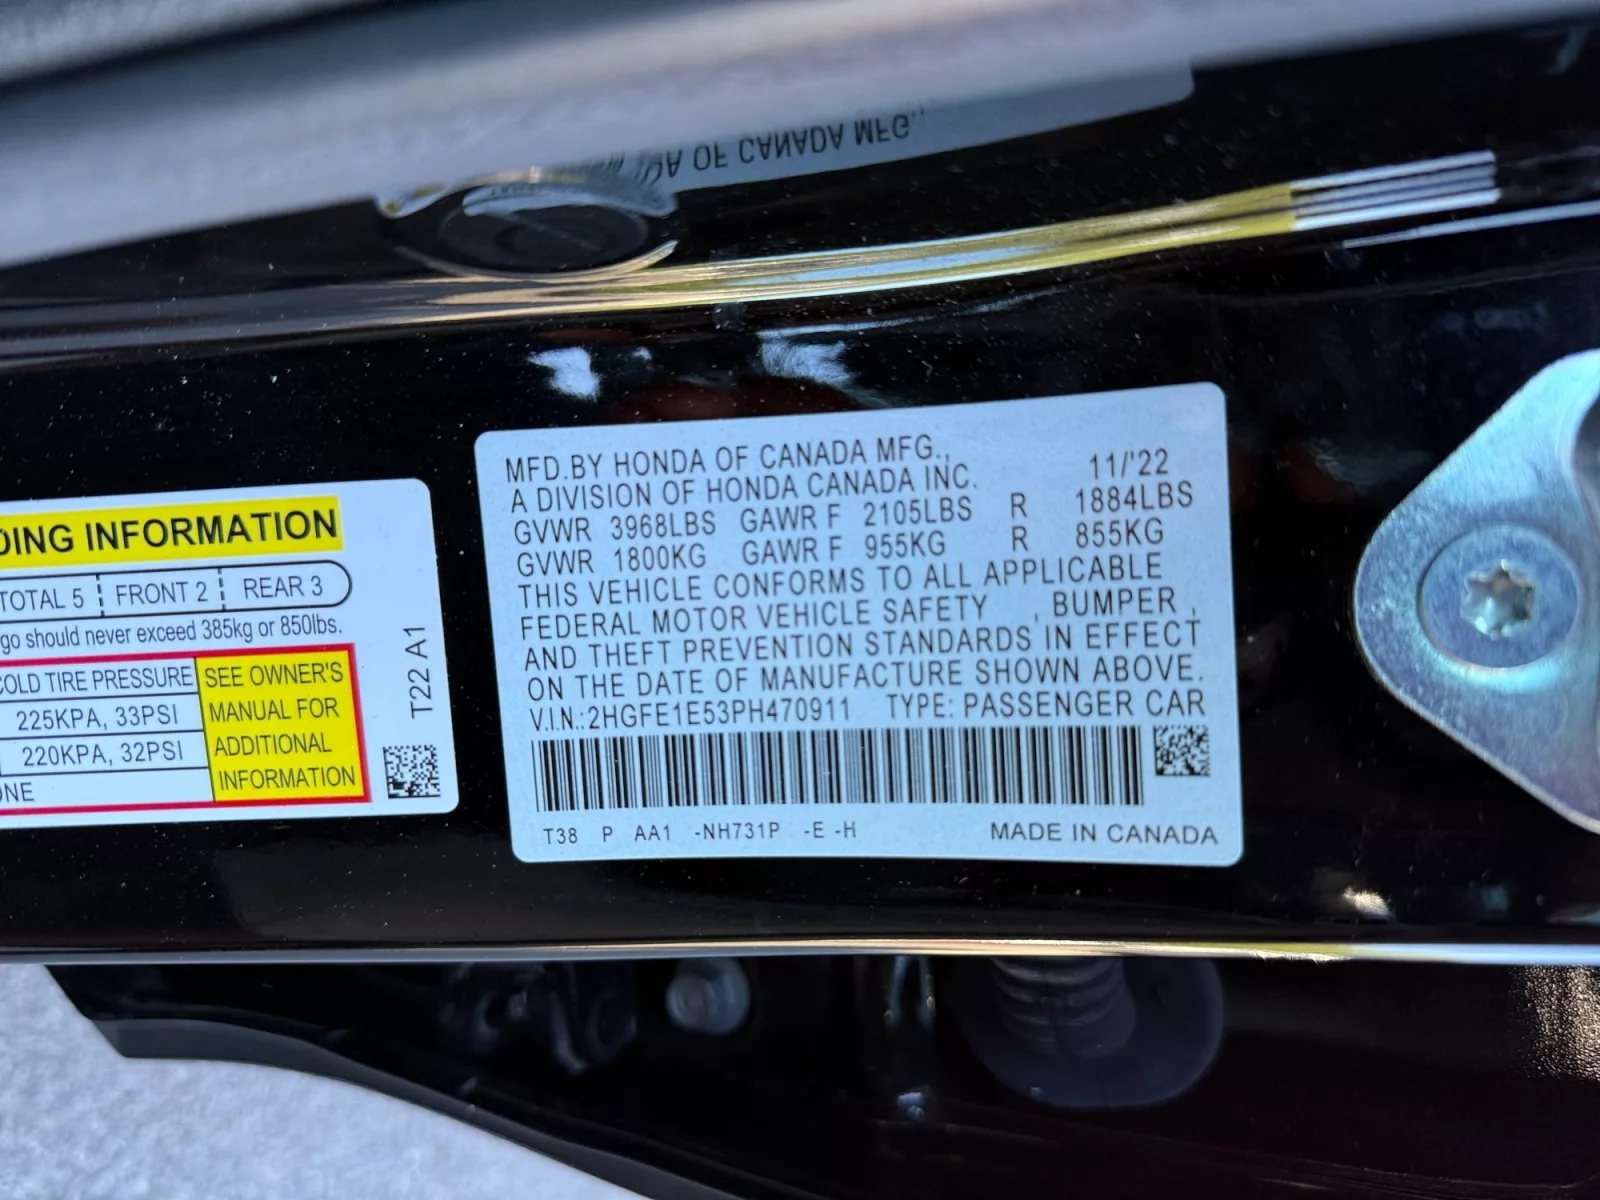 OF CANADA MFG.,
DING INFORMATION
TOTAL 5 FRONT 2 REAR 3
go should never exceed 385kg or 850lbs.
COLD TIRE PRESSURE
225KPA, 33PSI
220KPA, 32PSI
ONE
SEE OWNER'S
MANUAL FOR
ADDITIONAL
INFORMATION
T22 A1
MFD.BY HONDA OF CANADA MFG., 11/'22
A DIVISION OF HONDA CANADA INC.
GVWR 3968LBS GAWR F 2105LBS R 1884LBS
GVWR 1800KG GAWR F 955KG R 855KG
THIS VEHICLE CONFORMS TO ALL APPLICABLE
FEDERAL MOTOR VEHICLE SAFETY , BUMPER ,
AND THEFT PREVENTION STANDARDS IN EFFECT
ON THE DATE OF MANUFACTURE SHOWN ABOVE.
V.I.N.:2HGFE1E53PH470911 TYPE: PASSENGER CAR
T38 P AA1 -NH731P -E -H MADE IN CANADA